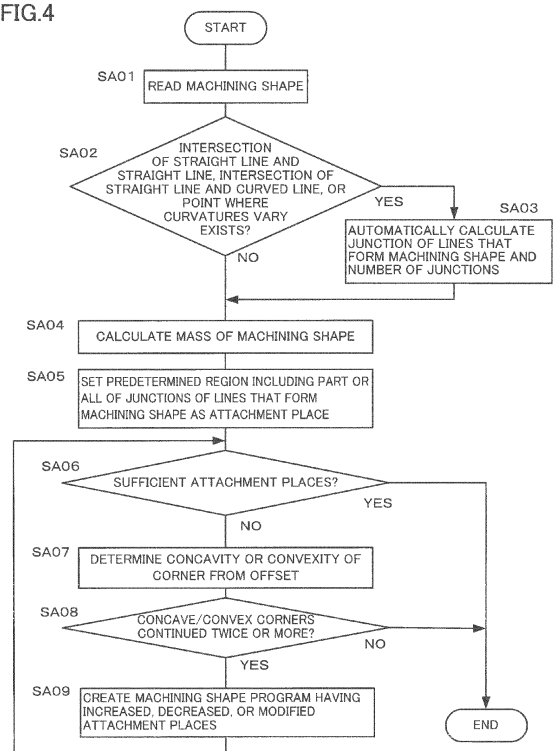 FIG.4
START
SA01
READ MACHINING SHAPE
SA02
INTERSECTION
OF STRAIGHT LINE AND
STRAIGHT LINE, INTERSECTION OF
STRAIGHT LINE AND CURVED LINE, OR
POINT WHERE
CURVATURES VARY
EXISTS?
YES
NO
SA03
AUTOMATICALLY CALCULATE
JUNCTION OF LINES THAT
FORM MACHINING SHAPE AND
NUMBER OF JUNCTIONS
SA04
CALCULATE MASS OF MACHINING SHAPE
SA05
SET PREDETERMINED REGION INCLUDING PART OR
ALL OF JUNCTIONS OF LINES THAT FORM
MACHINING SHAPE AS ATTACHMENT PLACE
SA06
SUFFICIENT ATTACHMENT PLACES?
YES
NO
SA07
DETERMINE CONCAVITY OR CONVEXITY OF
CORNER FROM OFFSET
SA08
CONCAVE/CONVEX CORNERS
CONTINUED TWICE OR MORE?
NO
YES
SA09
CREATE MACHINING SHAPE PROGRAM HAVING
INCREASED, DECREASED, OR MODIFIED
ATTACHMENT PLACES
END